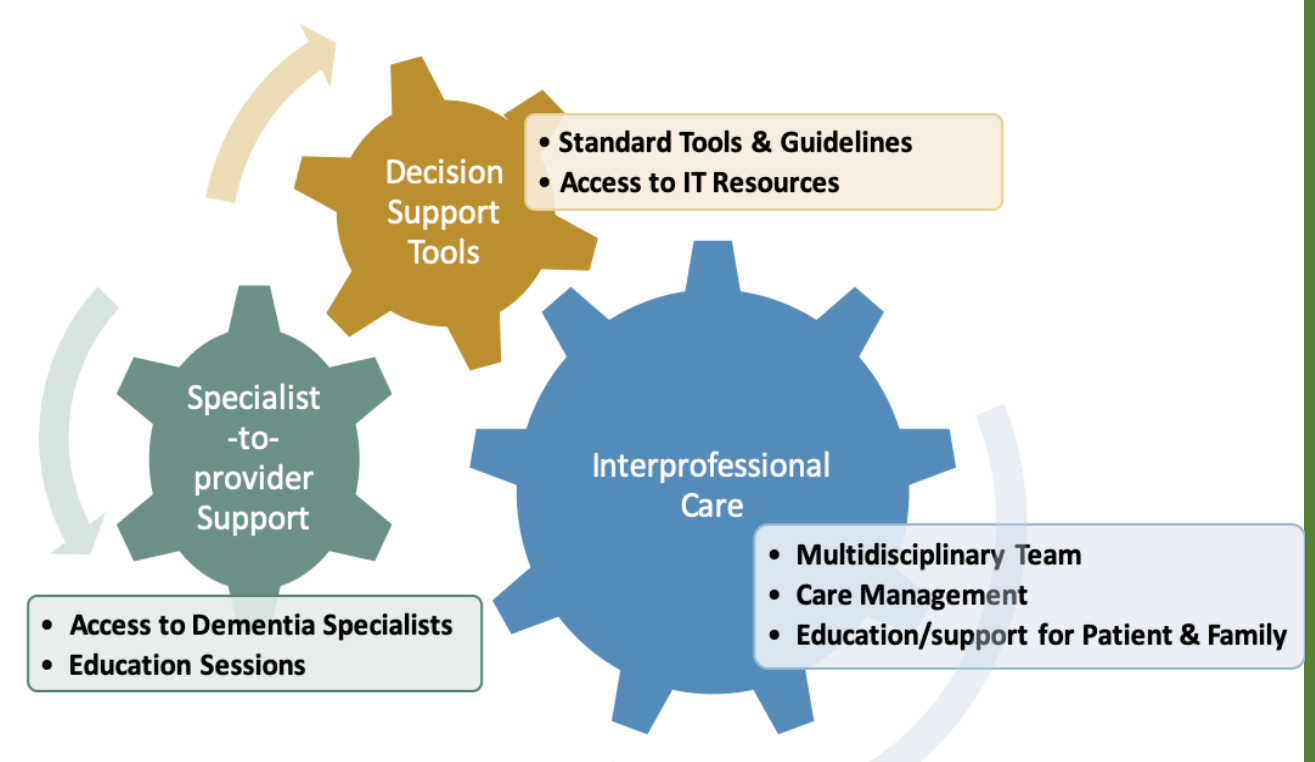 Decision
Support
Tools
• Standard Tools & Guidelines
• Access to IT Resources
Specialist
-to-
provider
Support
• Access to Dementia Specialists
• Education Sessions
Interprofessional
Care
• Multidisciplinary Team
• Care Management
• Education/support for Patient & Family